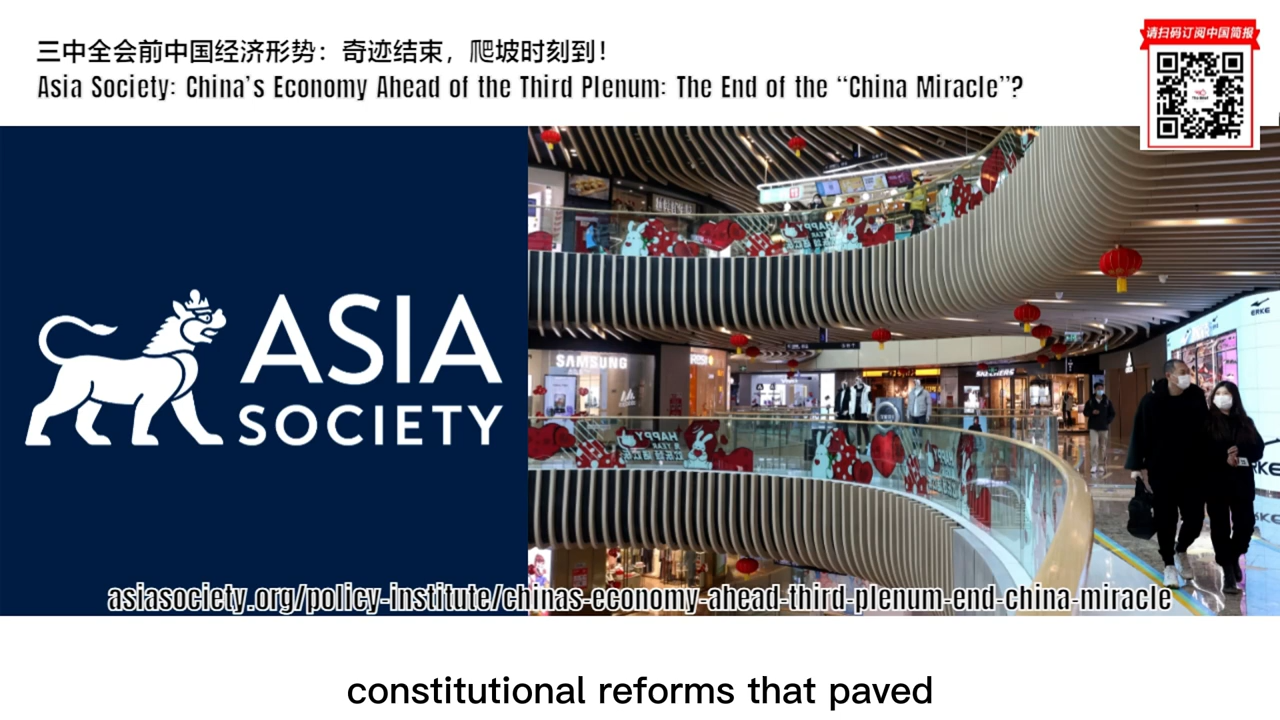 三中全会前中国经济形势：奇迹结束，爬坡时刻到！
Asia Society: China’s Economy Ahead of the Third Plenum: The End of the “China Miracle”?
请扫码订阅中国简报
ASIA
SOCIETY
SAMSUNG
SKECHERS
ERKE
HAPPY
HAPPY
asiasociety.org/policy-institute/chinas-economy-ahead-third-plenum-end-china-miracle
constitutional reforms that paved